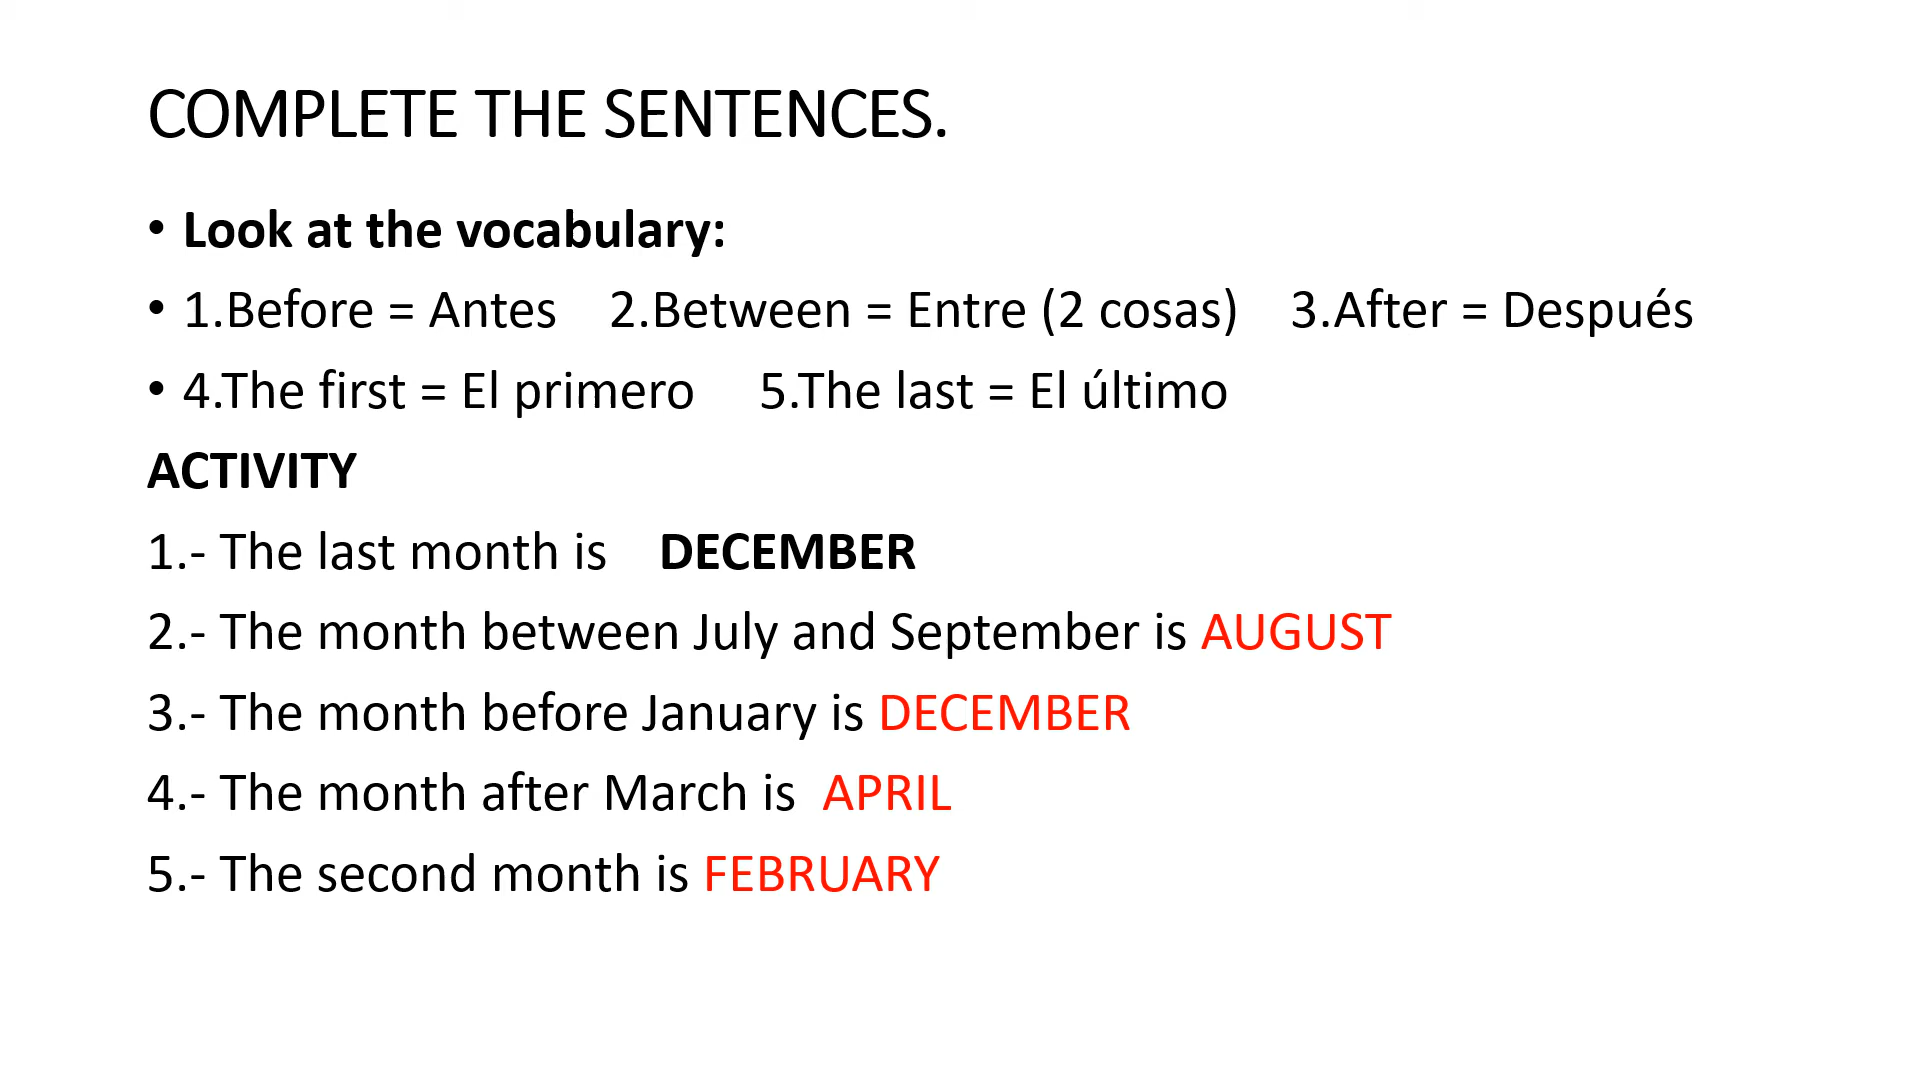 COMPLETE THE SENTENCES.
• Look at the vocabulary:
• 1.Before = Antes 2.Between = Entre (2 cosas) 3.After = Después
• 4.The first = El primero 5.The last = El último
ACTIVITY
1.- The last month is DECEMBER
2.- The month between July and September is AUGUST
3.- The month before January is DECEMBER
4.- The month after March is APRIL
5.- The second month is FEBRUARY